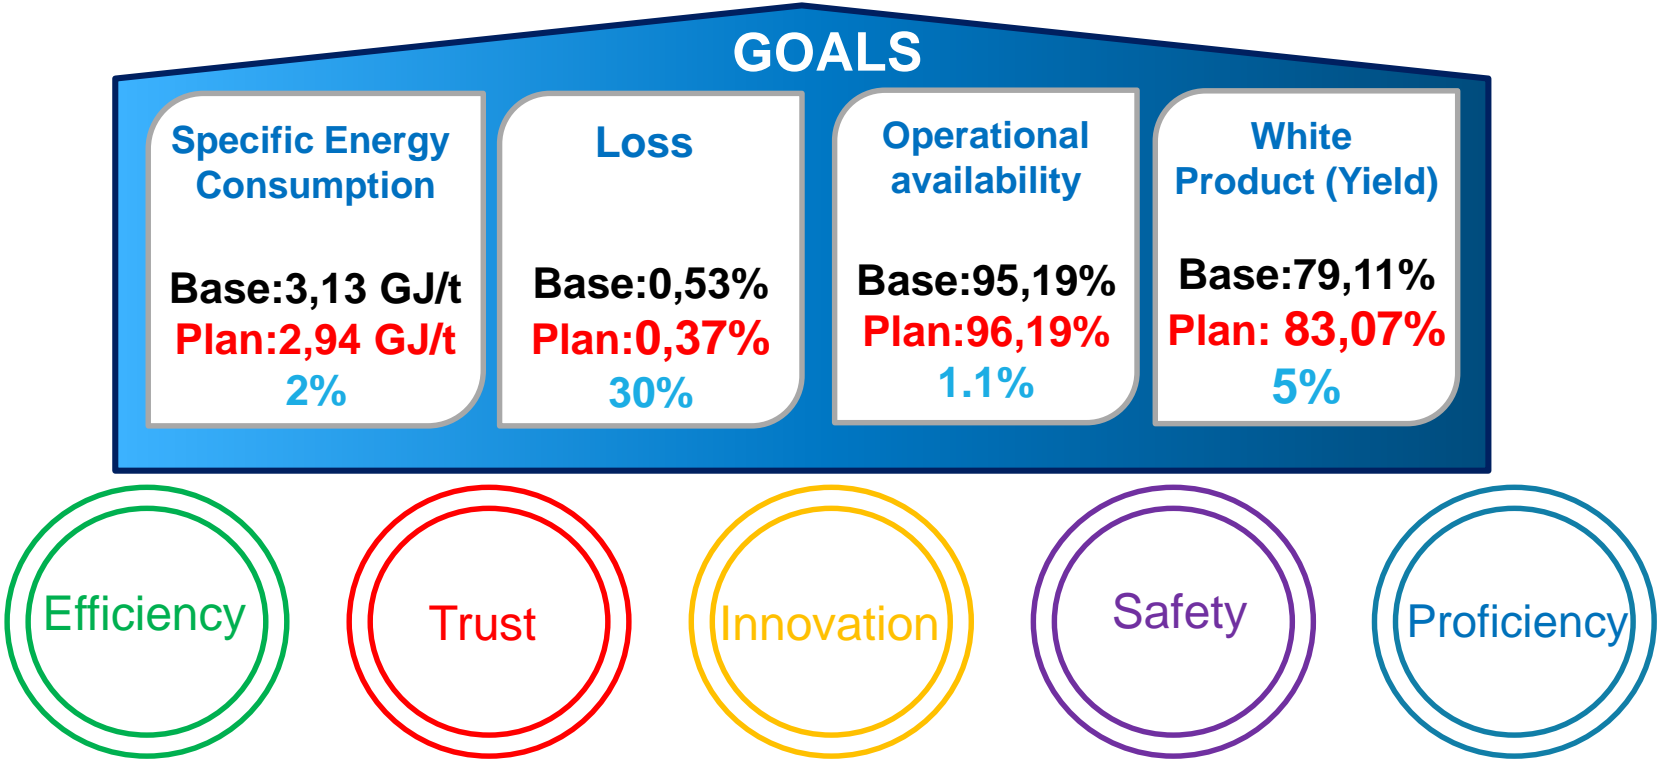 GOALS
Specific Energy
Consumption
Base:3,13 GJ/t
Plan:2,94 GJ/t
2%
Loss
Base:0,53%
Plan:0,37%
30%
Operational
availability
Base:95,19%
Plan:96,19%
1.1%
White
Product (Yield)
Base:79,11%
Plan: 83,07%
5%
Efficiency
Trust
Innovation
Safety
Proficiency